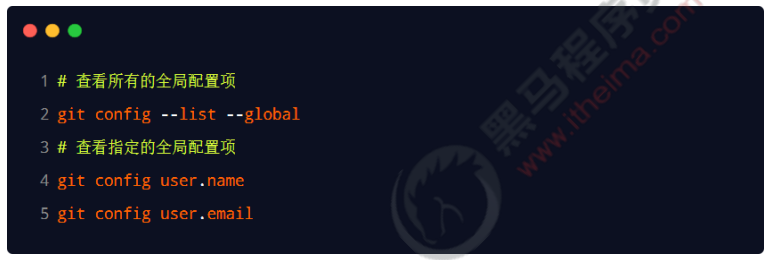 1 # 查看所有的全局配置项
2 git config --list --global
3 # 查看指定的全局配置项
4 git config user.name
5 git config user.email
黑马程序员
www.itheima.com